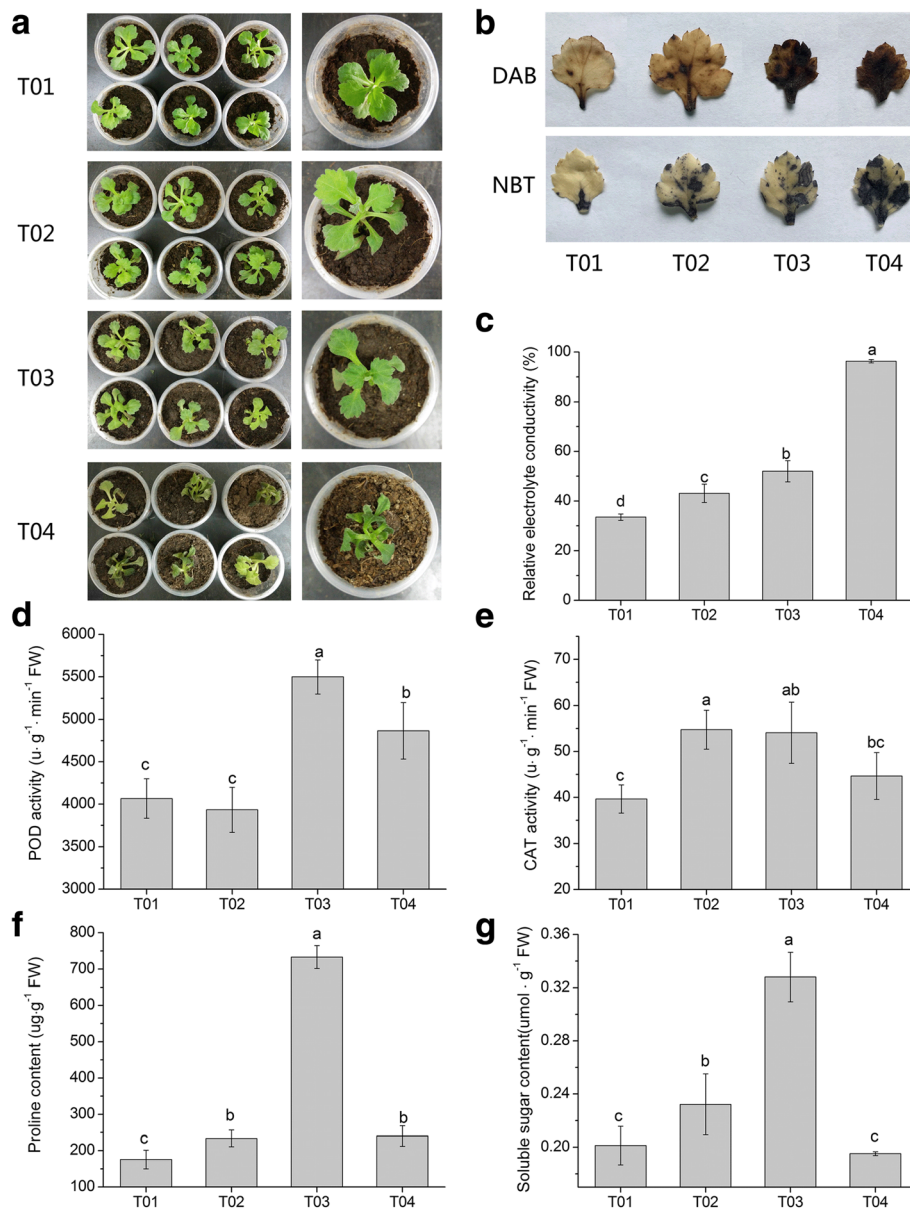 a
T01
T02
T03
T04
b
DAB
NBT
T01 T02 T03 T04
c
Relative electrolyte conductivity (%)
100
80
60
40
20
0
d
c
b
a
T01 T02 T03 T04
d
POD activity (u· g⁻¹· min⁻¹ FW)
6000
5500
5000
4500
4000
3500
3000
c
c
a
b
T01 T02 T03 T04
e
CAT activity (u· g⁻¹· min⁻¹ FW)
70
60
50
40
30
20
c
a
ab
bc
T01 T02 T03 T04
f
Proline content (ug·g⁻¹ FW)
800
700
600
500
400
300
200
100
c
b
a
b
T01 T02 T03 T04
g
Soluble sugar content(umol · g⁻¹ FW)
0.36
0.32
0.28
0.24
0.20
c
b
a
c
T01 T02 T03 T04